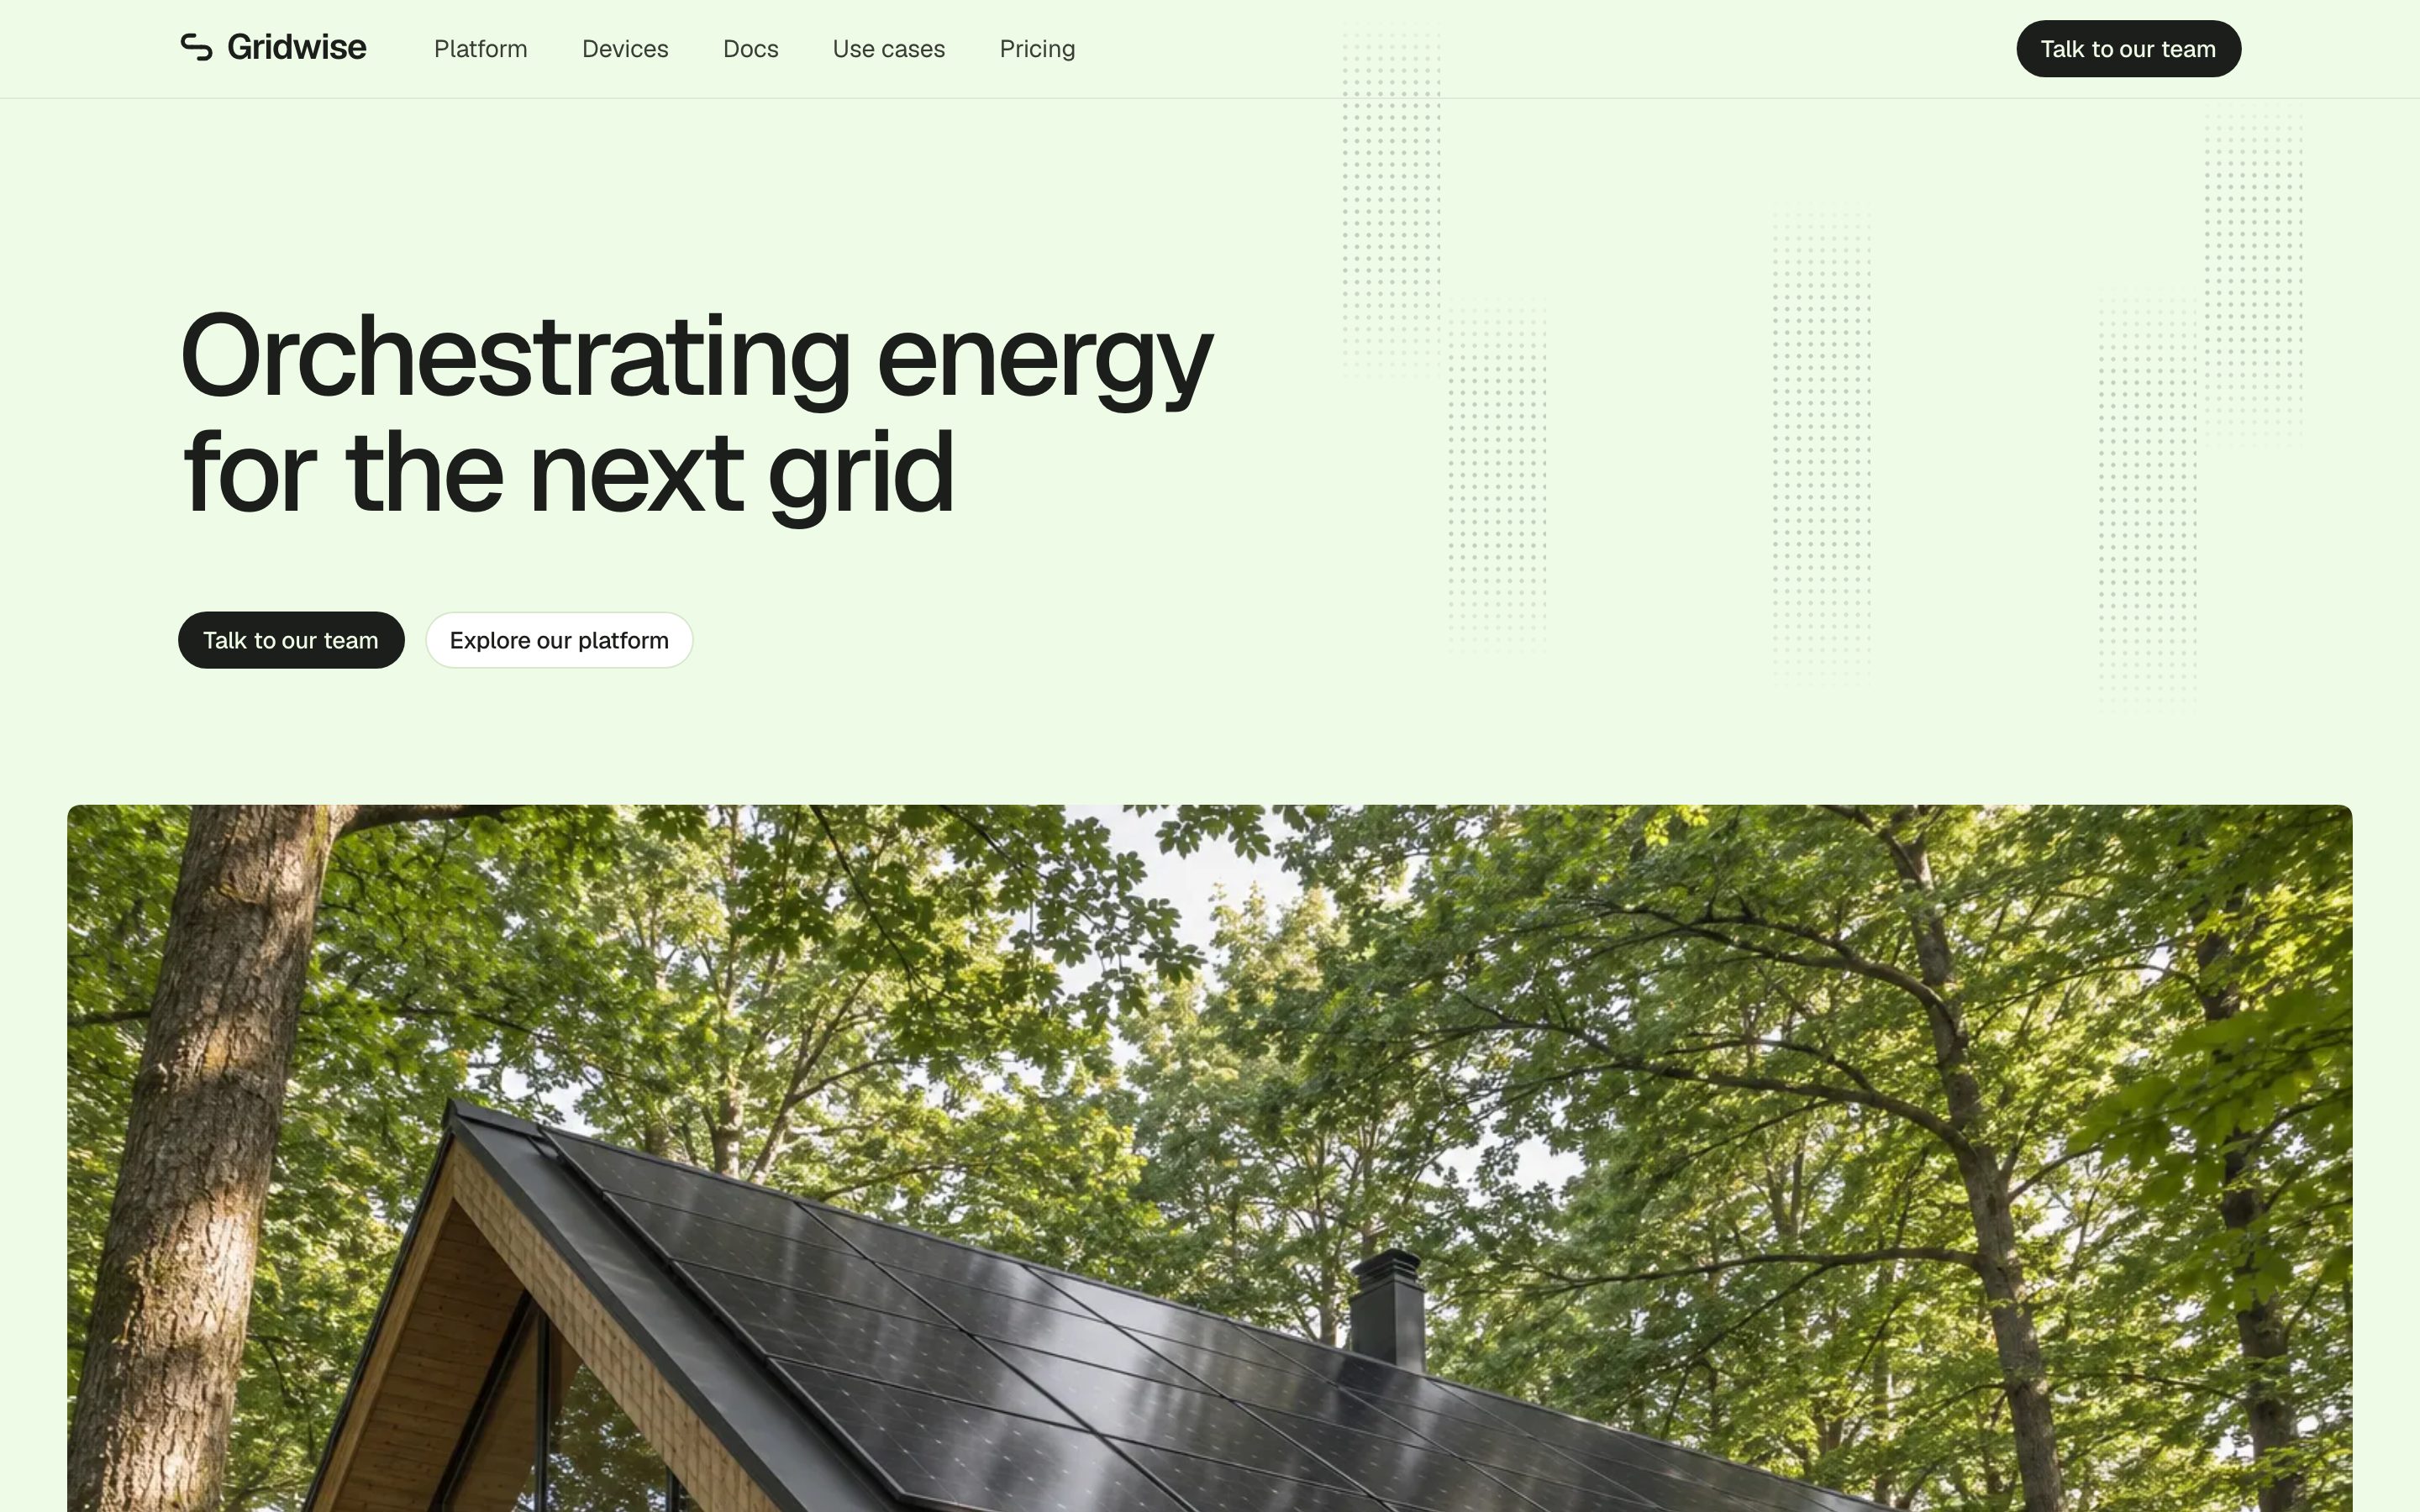 Gridwise
Platform
Devices
Docs
Use cases
Pricing
Talk to our team
Orchestrating energy
for the next grid
Talk to our team
Explore our platform